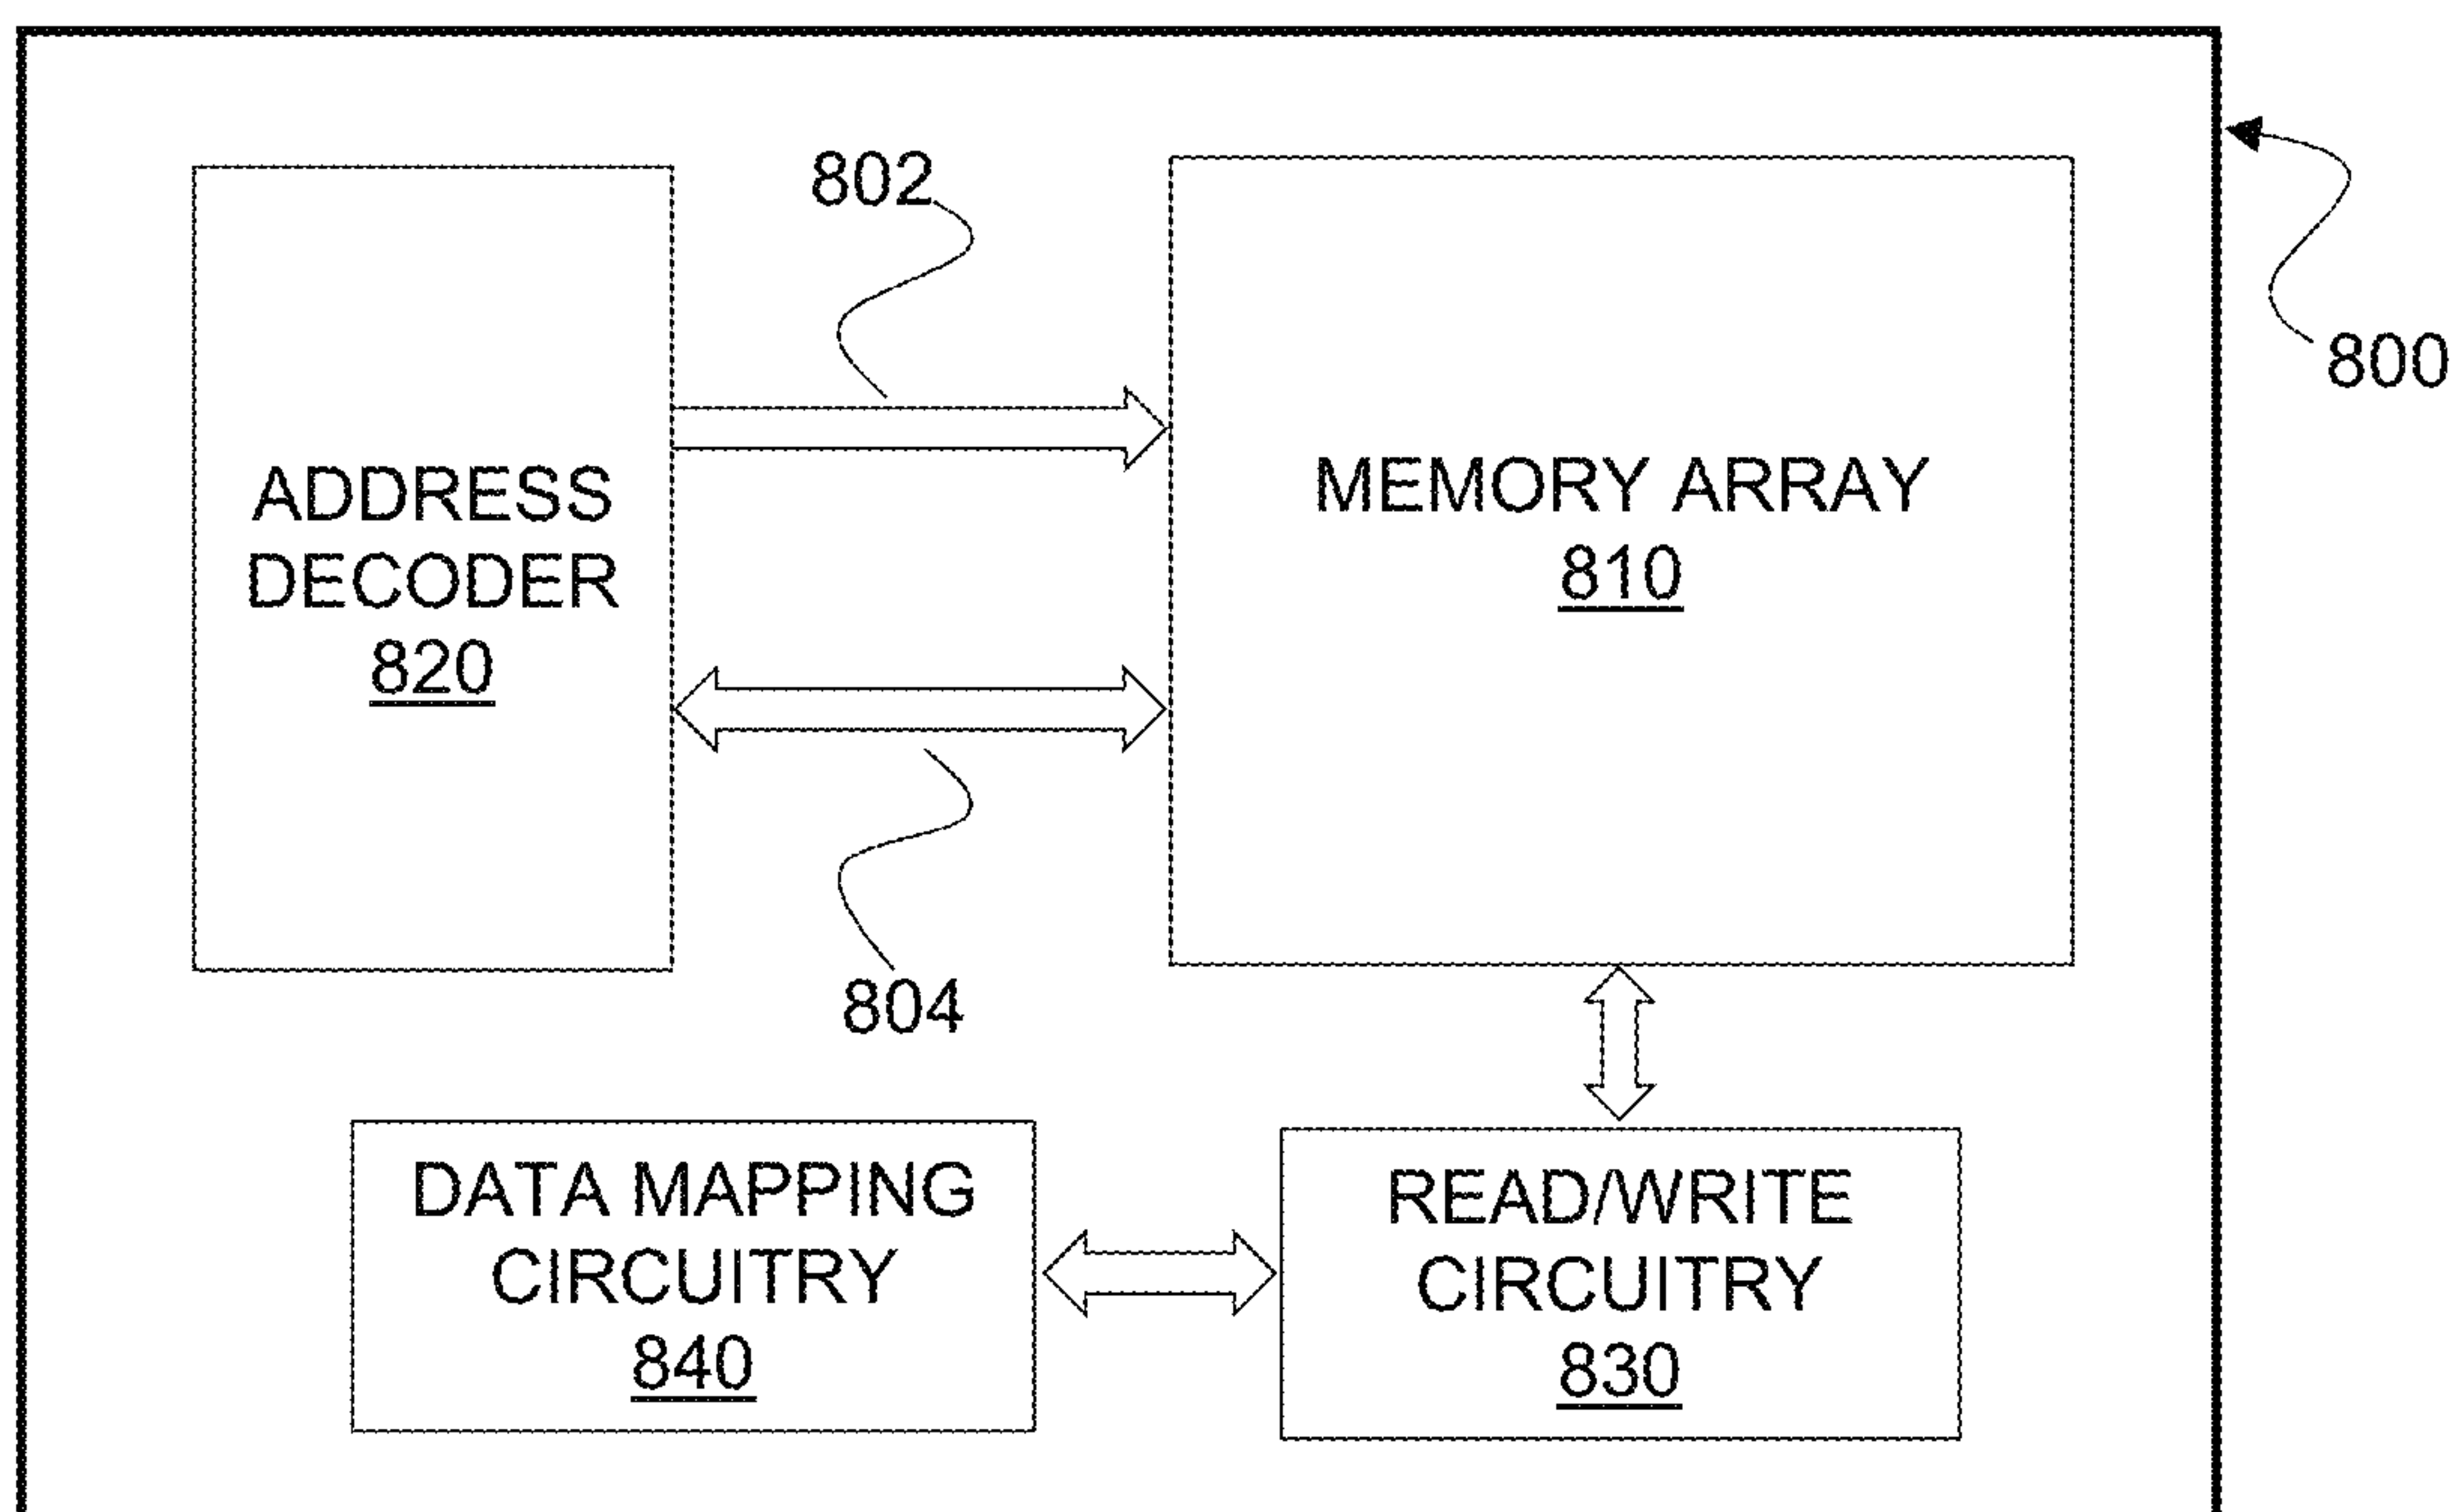 802
800
ADDRESS
DECODER
820
MEMORY ARRAY
810
804
DATA MAPPING
CIRCUITRY
840
READ/WRITE
CIRCUITRY
830